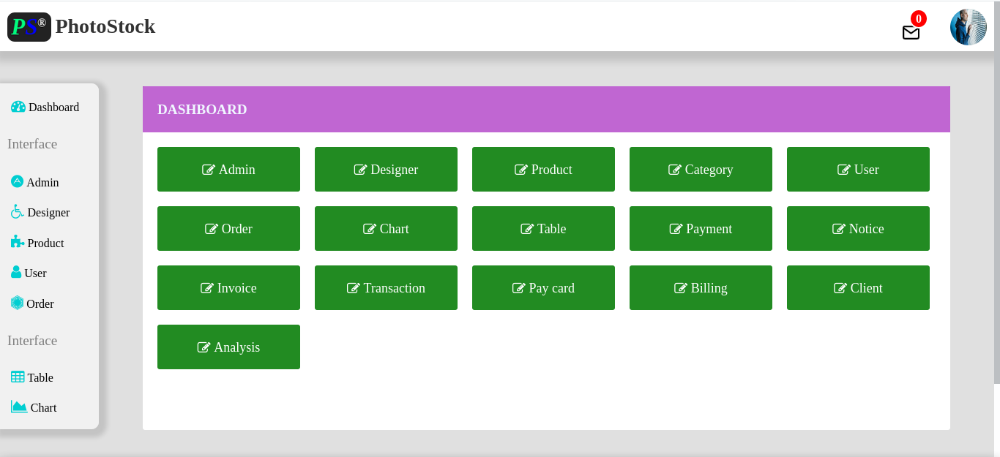 PS® PhotoStock
0
Dashboard
Interface
Admin
Designer
Product
User
Order
Interface
Table
Chart
DASHBOARD
Admin
Designer
Product
Category
User
Order
Chart
Table
Payment
Notice
Invoice
Transaction
Pay card
Billing
Client
Analysis